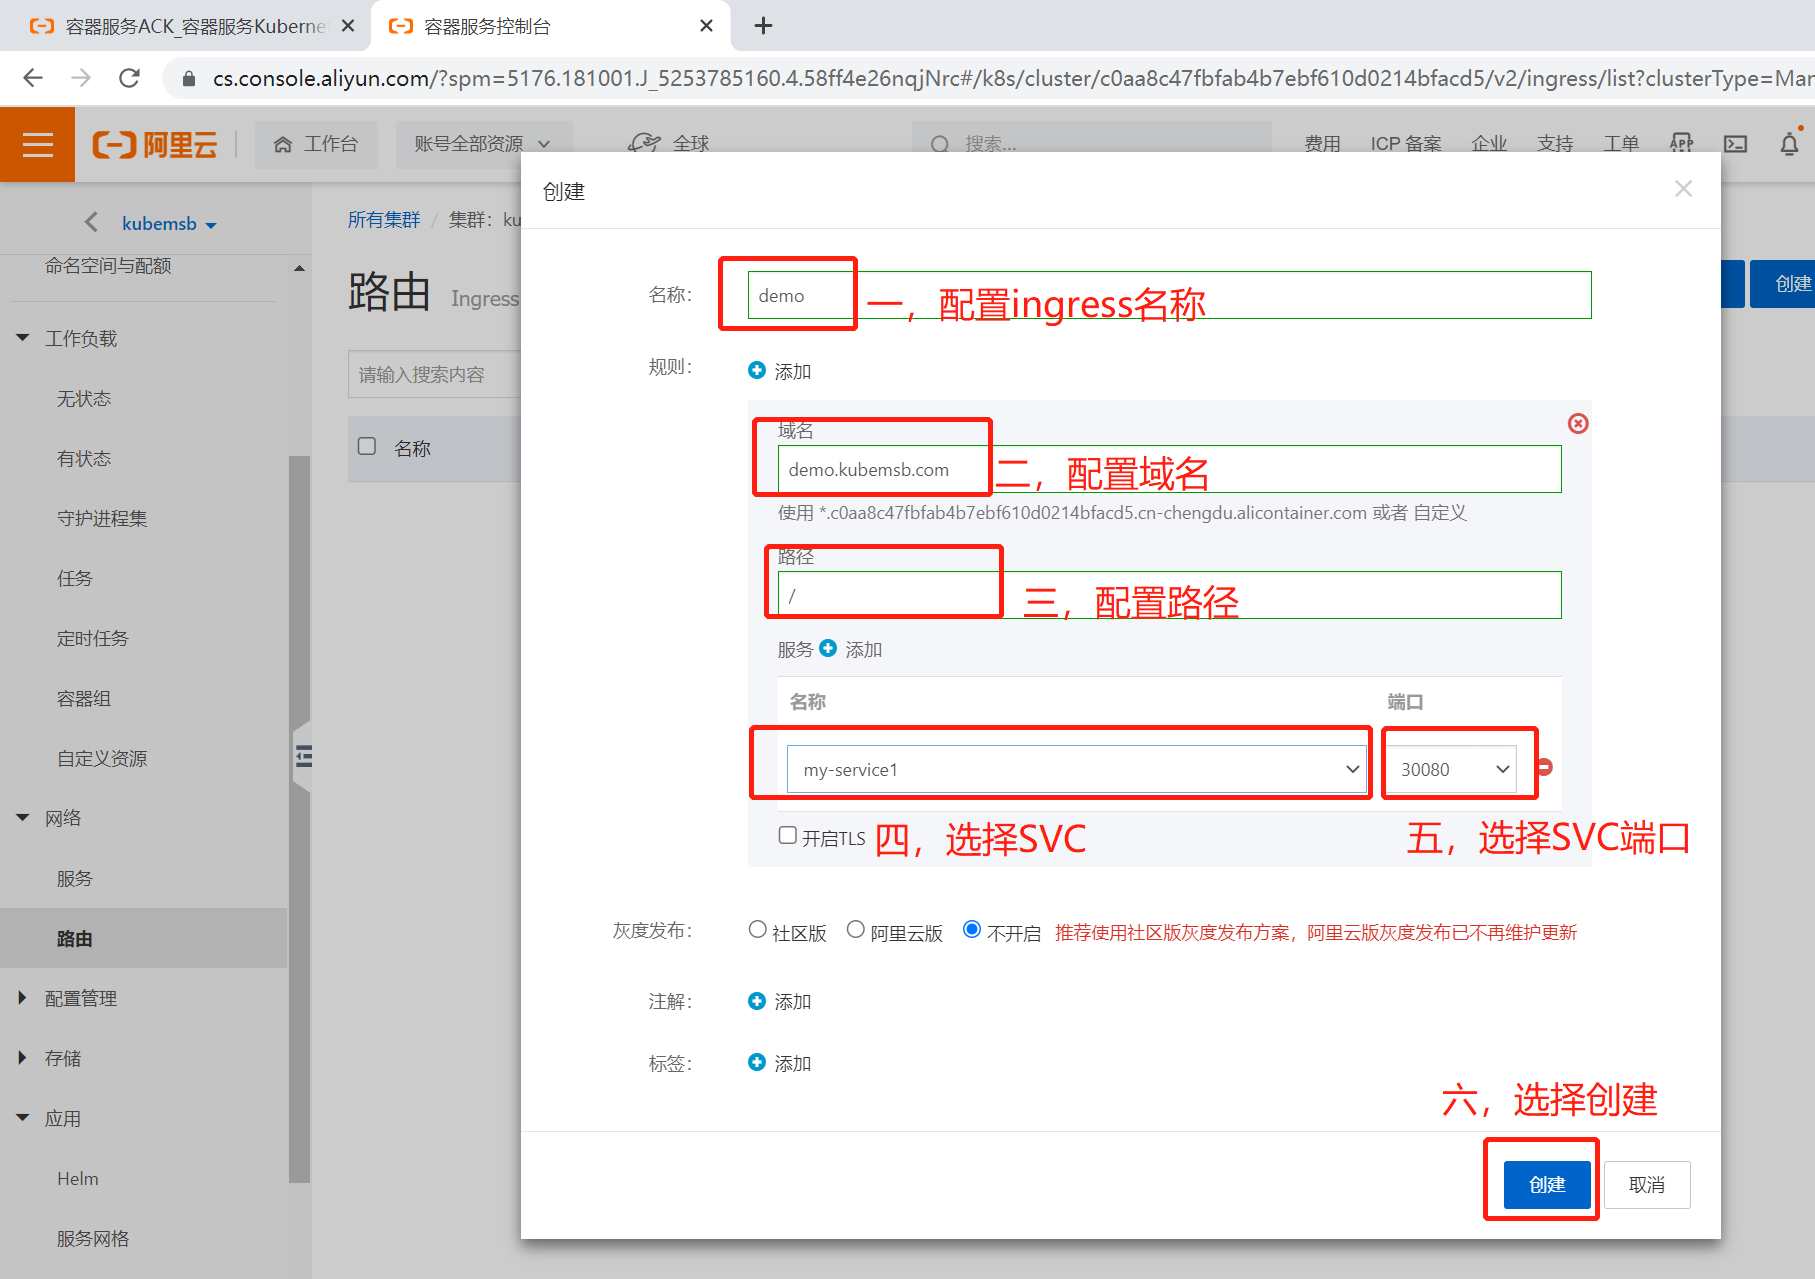 容器服务ACK_容器服务Kuberne
容器服务控制台
cs.console.aliyun.com/?spm=5176.181001.J_5253785160.4.58ff4e26nqjNrc#/k8s/cluster/c0aa8c47fbfab4b7ebf610d0214bfacd5/v2/ingress/list?clusterType=Mar
阿里云
工作台
账号全部资源
全球
搜索...
费用
ICP 备案
企业
支持
工单
APP
kubemsb
命名空间与配额
工作负载
无状态
有状态
守护进程集
任务
定时任务
容器组
自定义资源
网络
服务
路由
配置管理
存储
应用
Helm
服务网格
所有集群 / 集群：ku
路由 Ingress
请输入搜索内容
名称
创建
创建
名称：
demo
一，配置ingress名称
规则：
添加
域名
demo.kubemsb.com
二，配置域名
使用 *.c0aa8c47fbfab4b7ebf610d0214bfacd5.cn-chengdu.alicontainer.com 或者 自定义
路径
/
三，配置路径
服务 添加
名称
端口
my-service1
30080
开启TLS
四，选择SVC
五，选择SVC端口
灰度发布：
社区版 阿里云版 不开启 推荐使用社区版灰度发布方案，阿里云版灰度发布已不再维护更新
注解：
添加
标签：
添加
六，选择创建
创建
取消